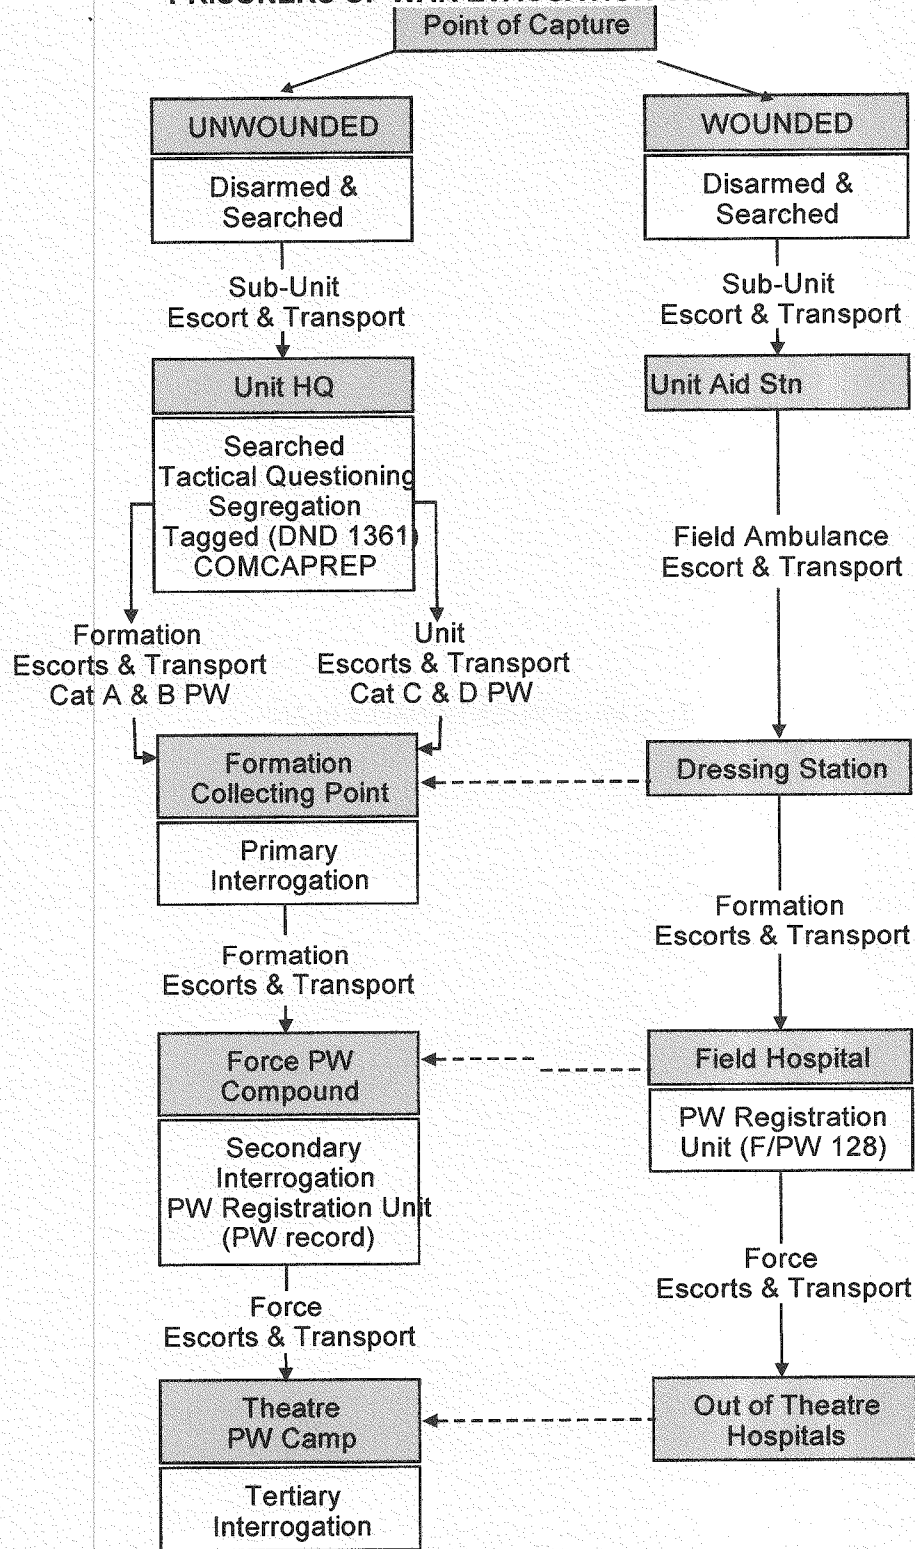 PRISONERS OF WAR
Point of Capture
UNWOUNDED
Disarmed &
Searched
Sub-Unit
Escort & Transport
Unit HQ
Searched
Tactical Questioning
Segregation
Tagged (DND 1361)
COMCAPREP
Formation
Escorts & Transport
Cat A & B PW
Unit
Escorts & Transport
Cat C & D PW
Formation
Collecting Point
Primary
Interrogation
Formation
Escorts & Transport
Force PW
Compound
Secondary
Interrogation
PW Registration Unit
(PW record)
Force
Escorts & Transport
Theatre
PW Camp
Tertiary
Interrogation
WOUNDED
Disarmed &
Searched
Sub-Unit
Escort & Transport
Unit Aid Stn
Field Ambulance
Escort & Transport
Dressing Station
Formation
Escorts & Transport
Field Hospital
PW Registration
Unit (F/PW 128)
Force
Escorts & Transport
Out of Theatre
Hospitals